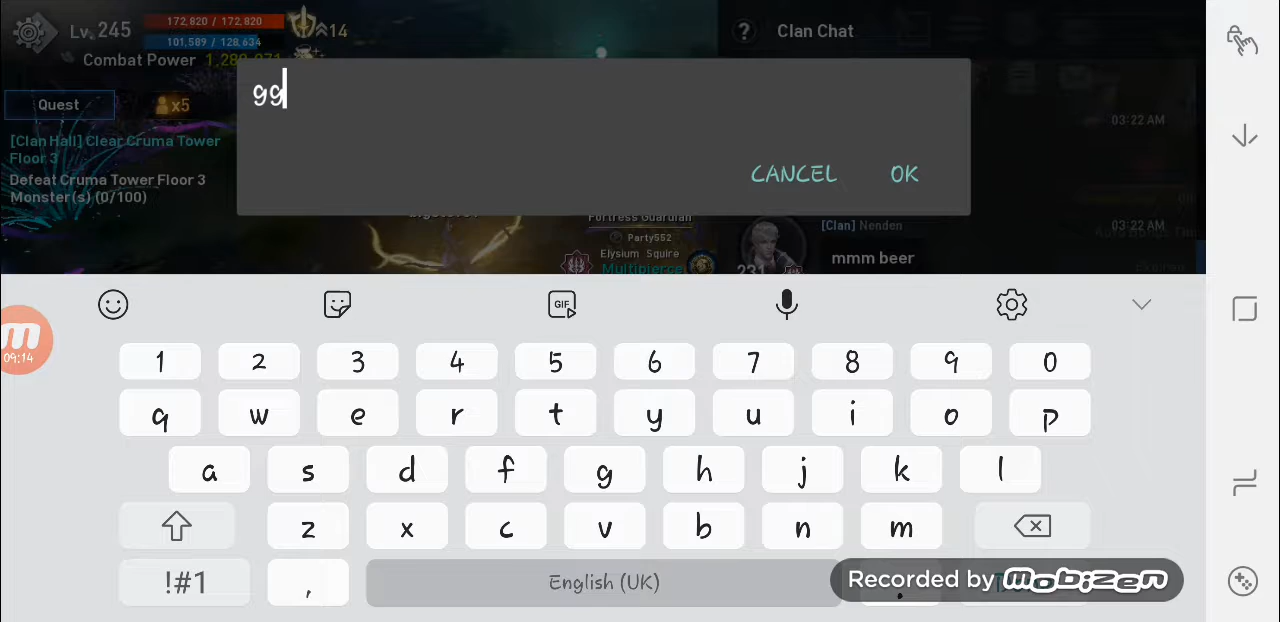 Lv. 245
172,820 / 172,820
101,589 / 128,634
14
Combat Power
Quest
x5
[Clan Hall] Clear Cruma Tower
Floor 3
Defeat Cruma Tower Floor 3
Monster(s) (0/100)
? Clan Chat
gg
CANCEL OK
03:22 AM
03:22 AM
Fortress Guardian
Party552
Elysium Squire
Multipierce
231
[Clan] Nenden
mmm beer
GIF
m
09:14
1 2 3 4 5 6 7 8 9 0
q w e r t y u i o p
a s d f g h j k l
z x c v b n m
!#1 , English (UK) .
Recorded by mobizen